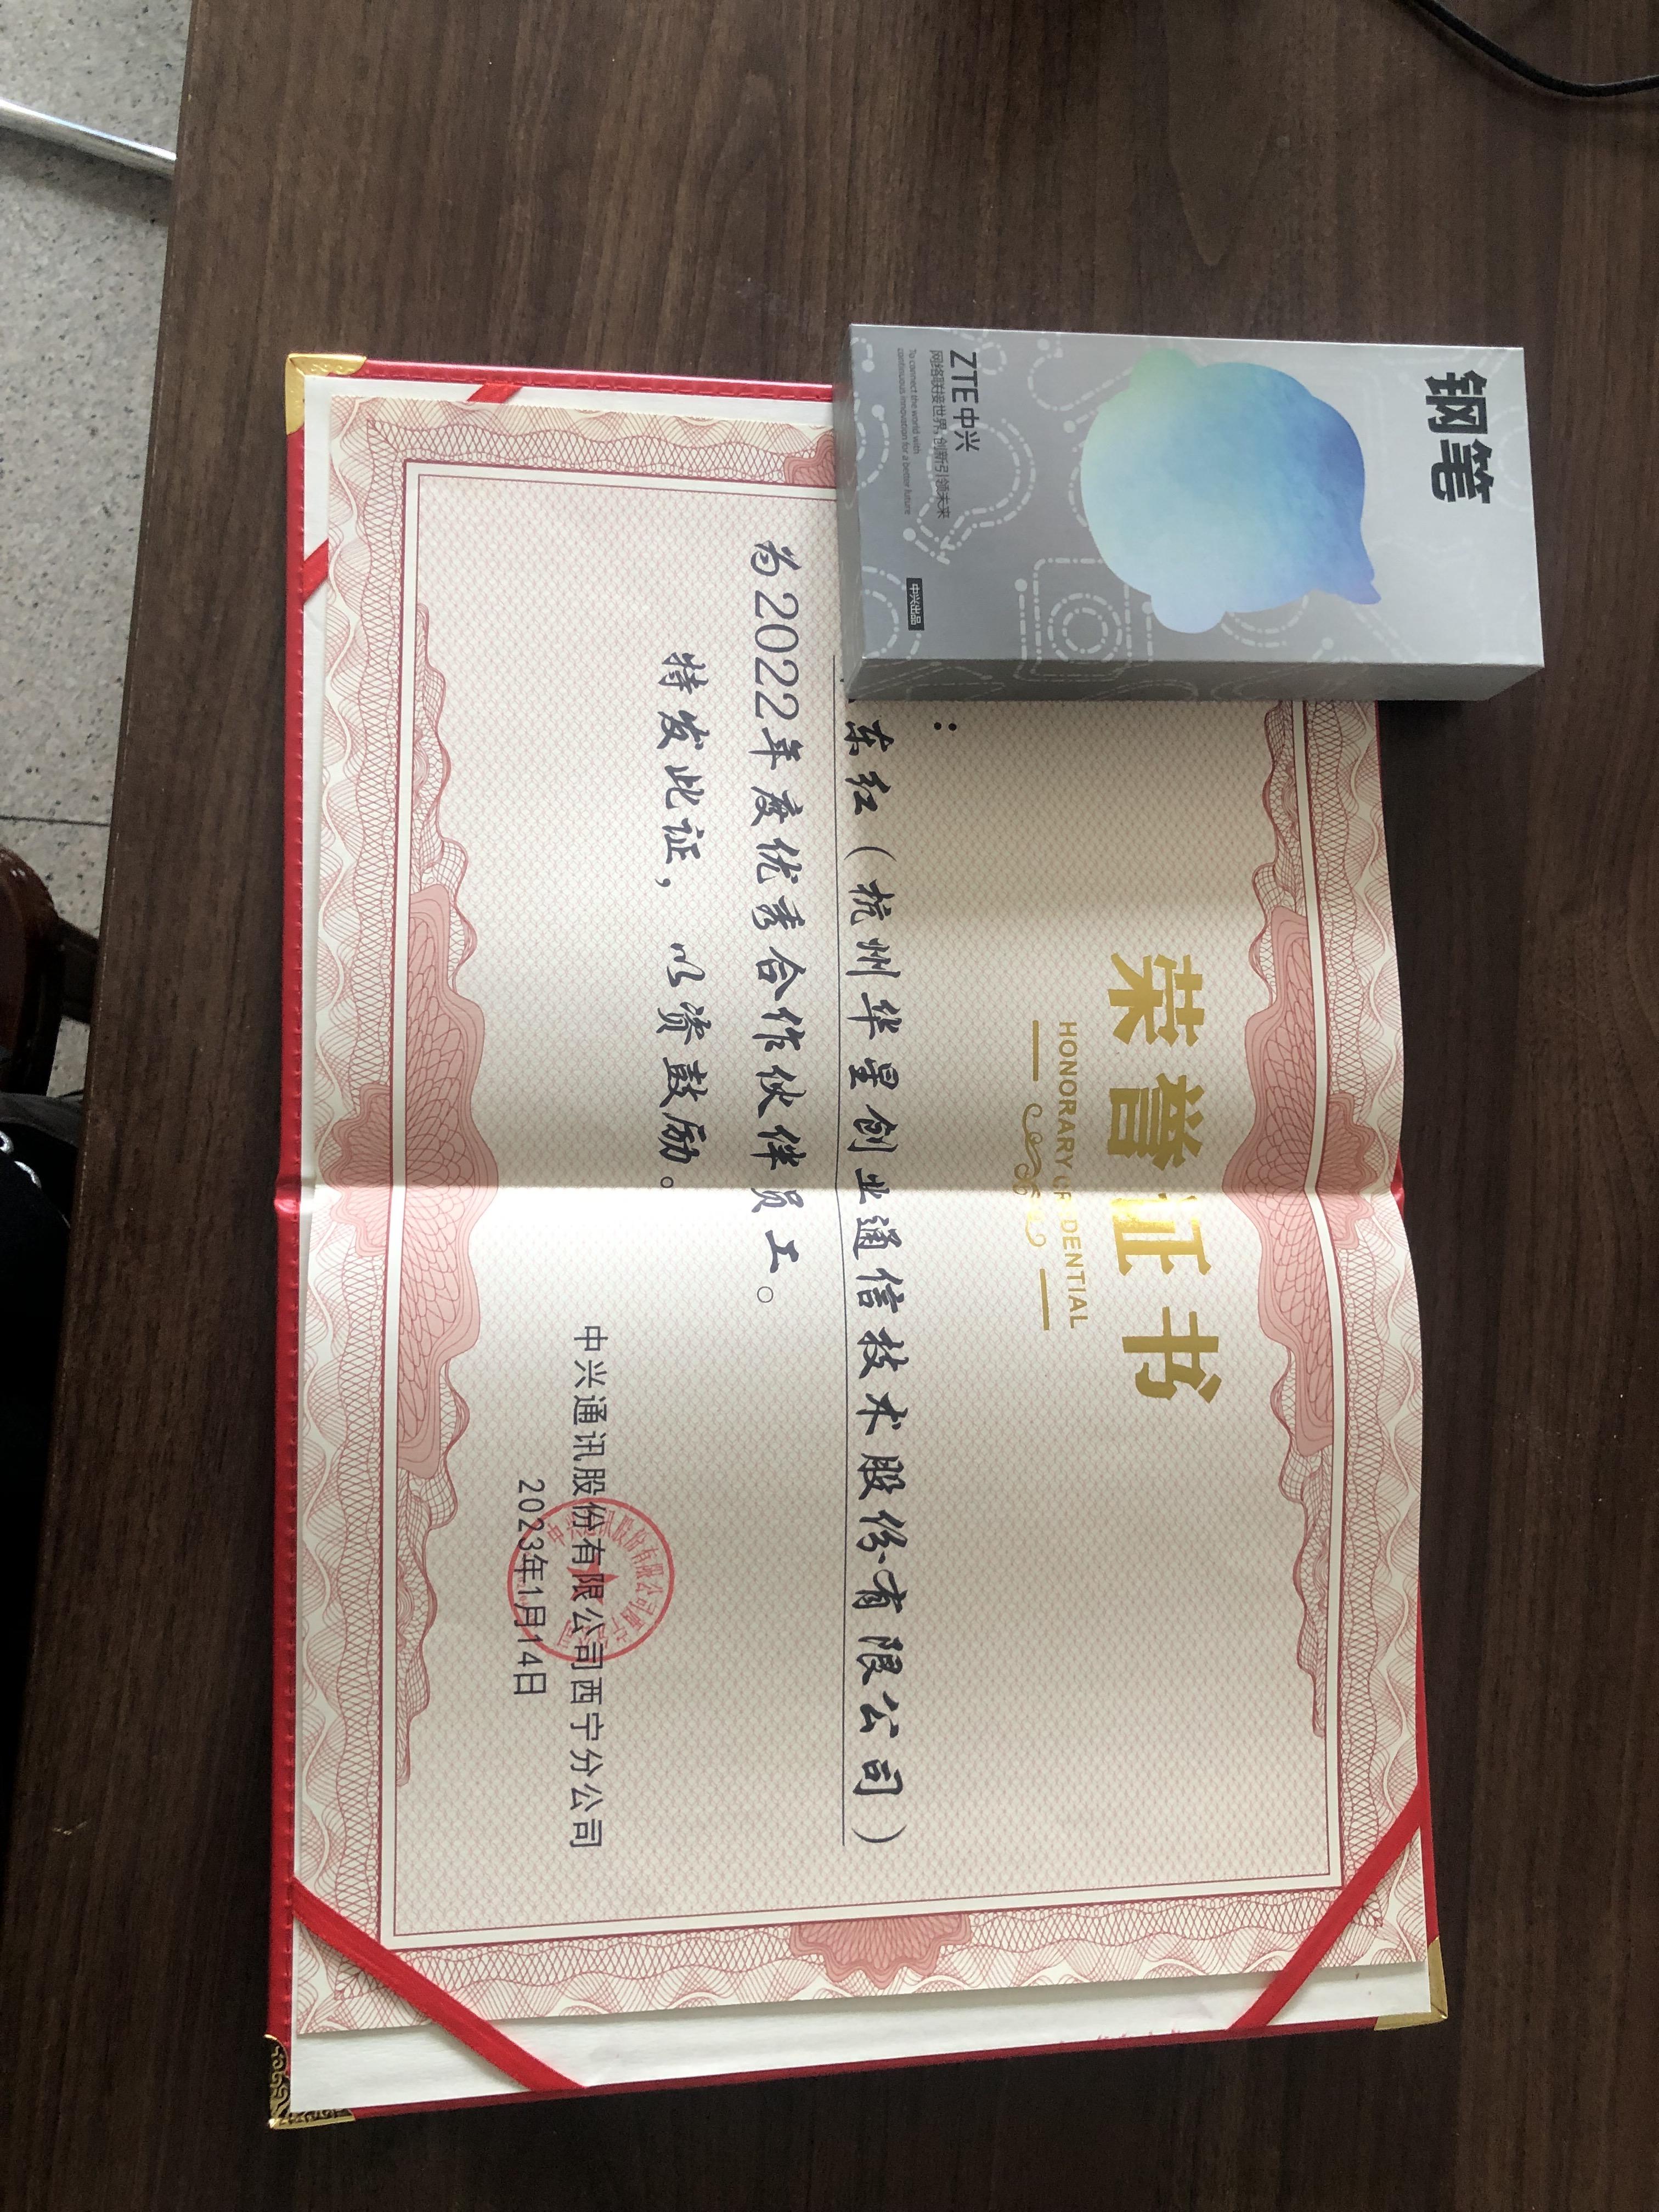 钢笔
ZTE中兴
网络联接世界,创新引领未来
To connect the world with
continuous innovation for a better future
中兴出品
荣誉证书
HONORARY CREDENTIAL
:
东红(杭州华星创业通信技术股份有限公司)
为2022年度优秀合作伙伴员工。
特发此证,以资鼓励。
中兴通讯股份有限公司西宁分公司
2023年1月14日